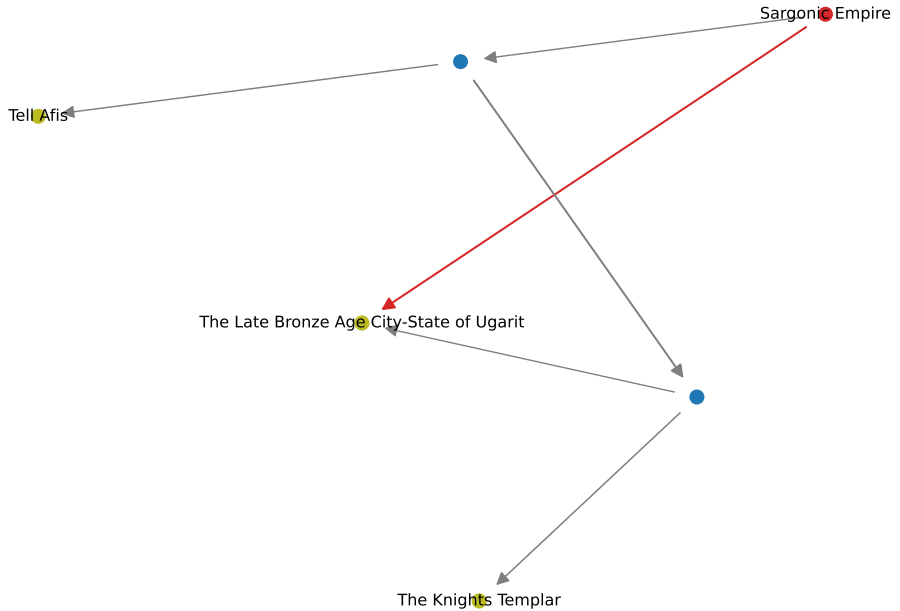 Sargonic Empire
Tell Afis
The Late Bronze Age City-State of Ugarit
The Knights Templar